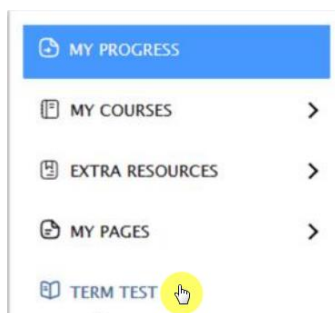 MY PROGRESS
MY COURSES
EXTRA RESOURCES
MY PAGES
TERM TEST